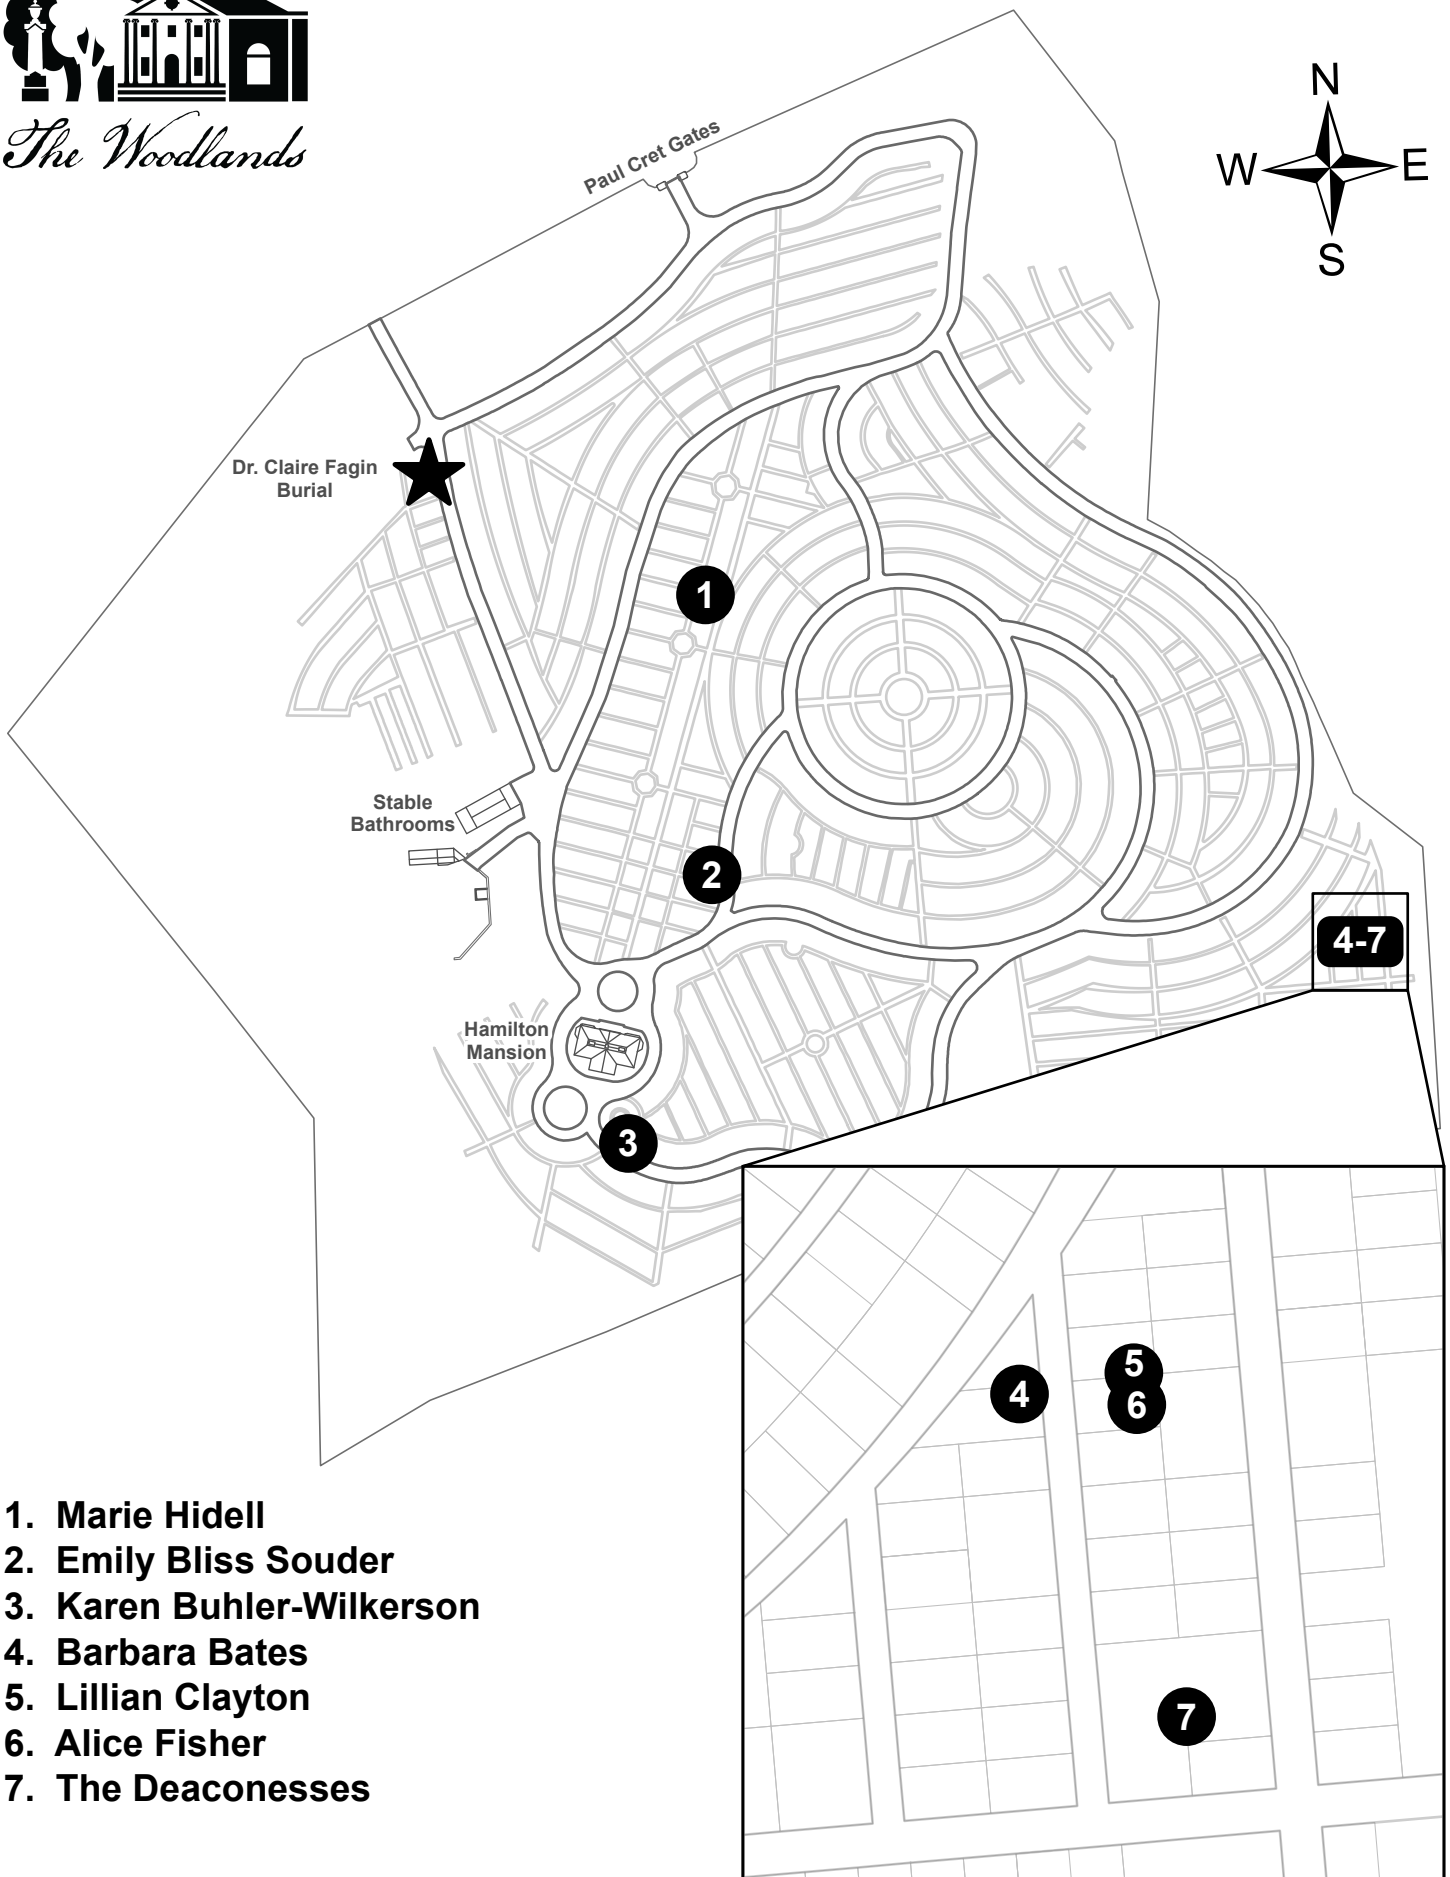 The Woodlands
Paul Cret Gates
N
W
E
S
Dr. Claire Fagin
Burial
1
Stable
Bathrooms
2
4-7
Hamilton
Mansion
3
5
4
6
7
1. Marie Hidell
2. Emily Bliss Souder
3. Karen Buhler-Wilkerson
4. Barbara Bates
5. Lillian Clayton
6. Alice Fisher
7. The Deaconesses